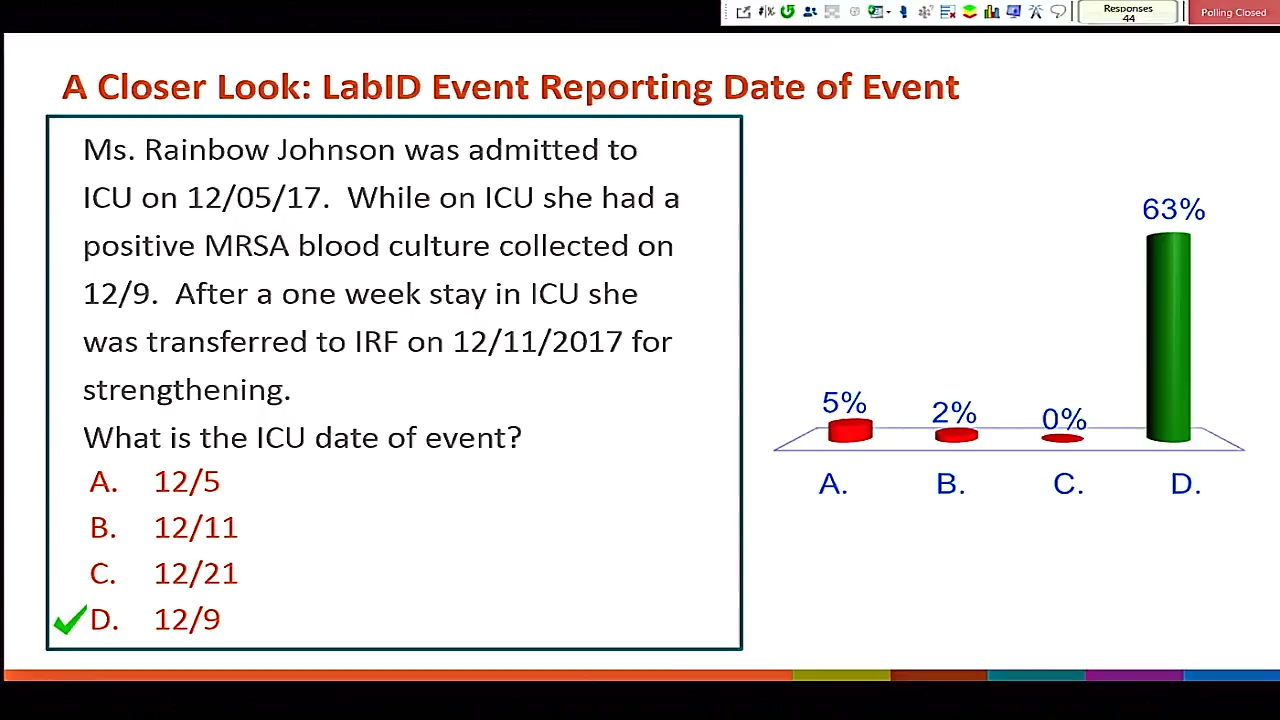 Responses
44
Polling Closed
A Closer Look: LabID Event Reporting Date of Event
Ms. Rainbow Johnson was admitted to
ICU on 12/05/17.  While on ICU she had a
positive MRSA blood culture collected on
12/9.  After a one week stay in ICU she
was transferred to IRF on 12/11/2017 for
strengthening.
What is the ICU date of event?
A. 12/5
B. 12/11
C. 12/21
D. 12/9
63%
5%
2%
0%
A. B. C. D.